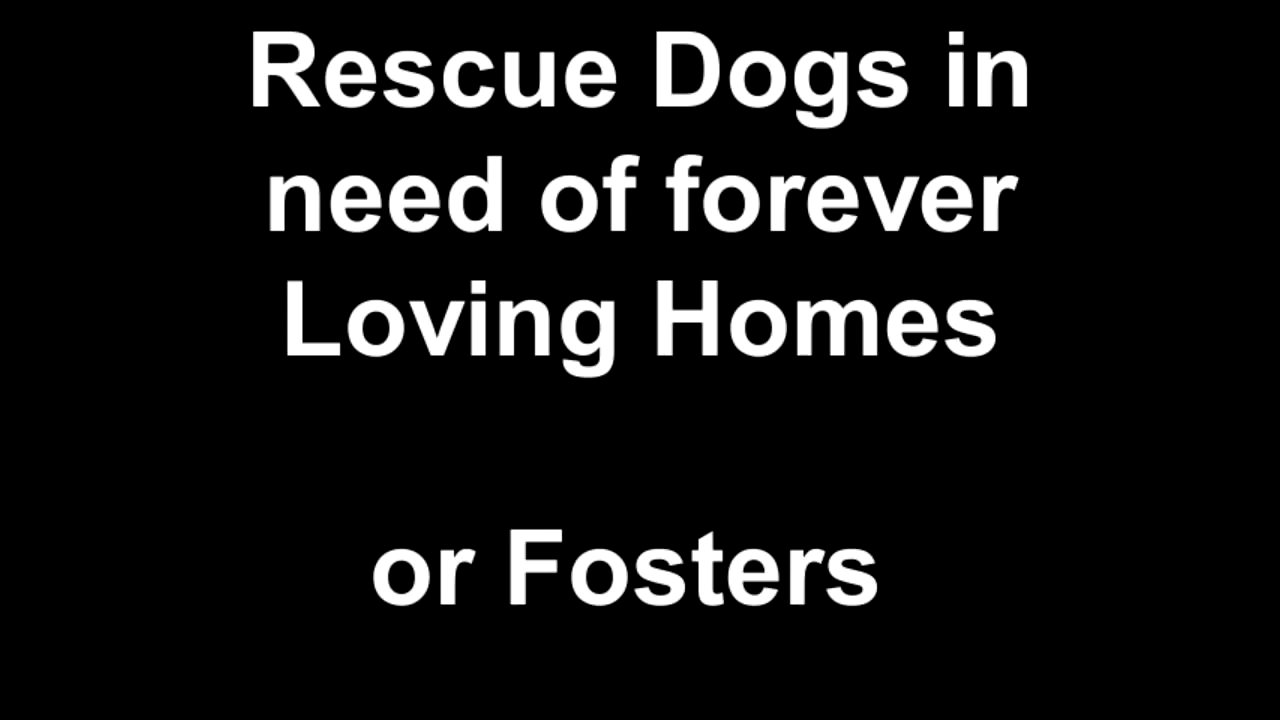 Rescue Dogs in
need of forever
Loving Homes
or Fosters